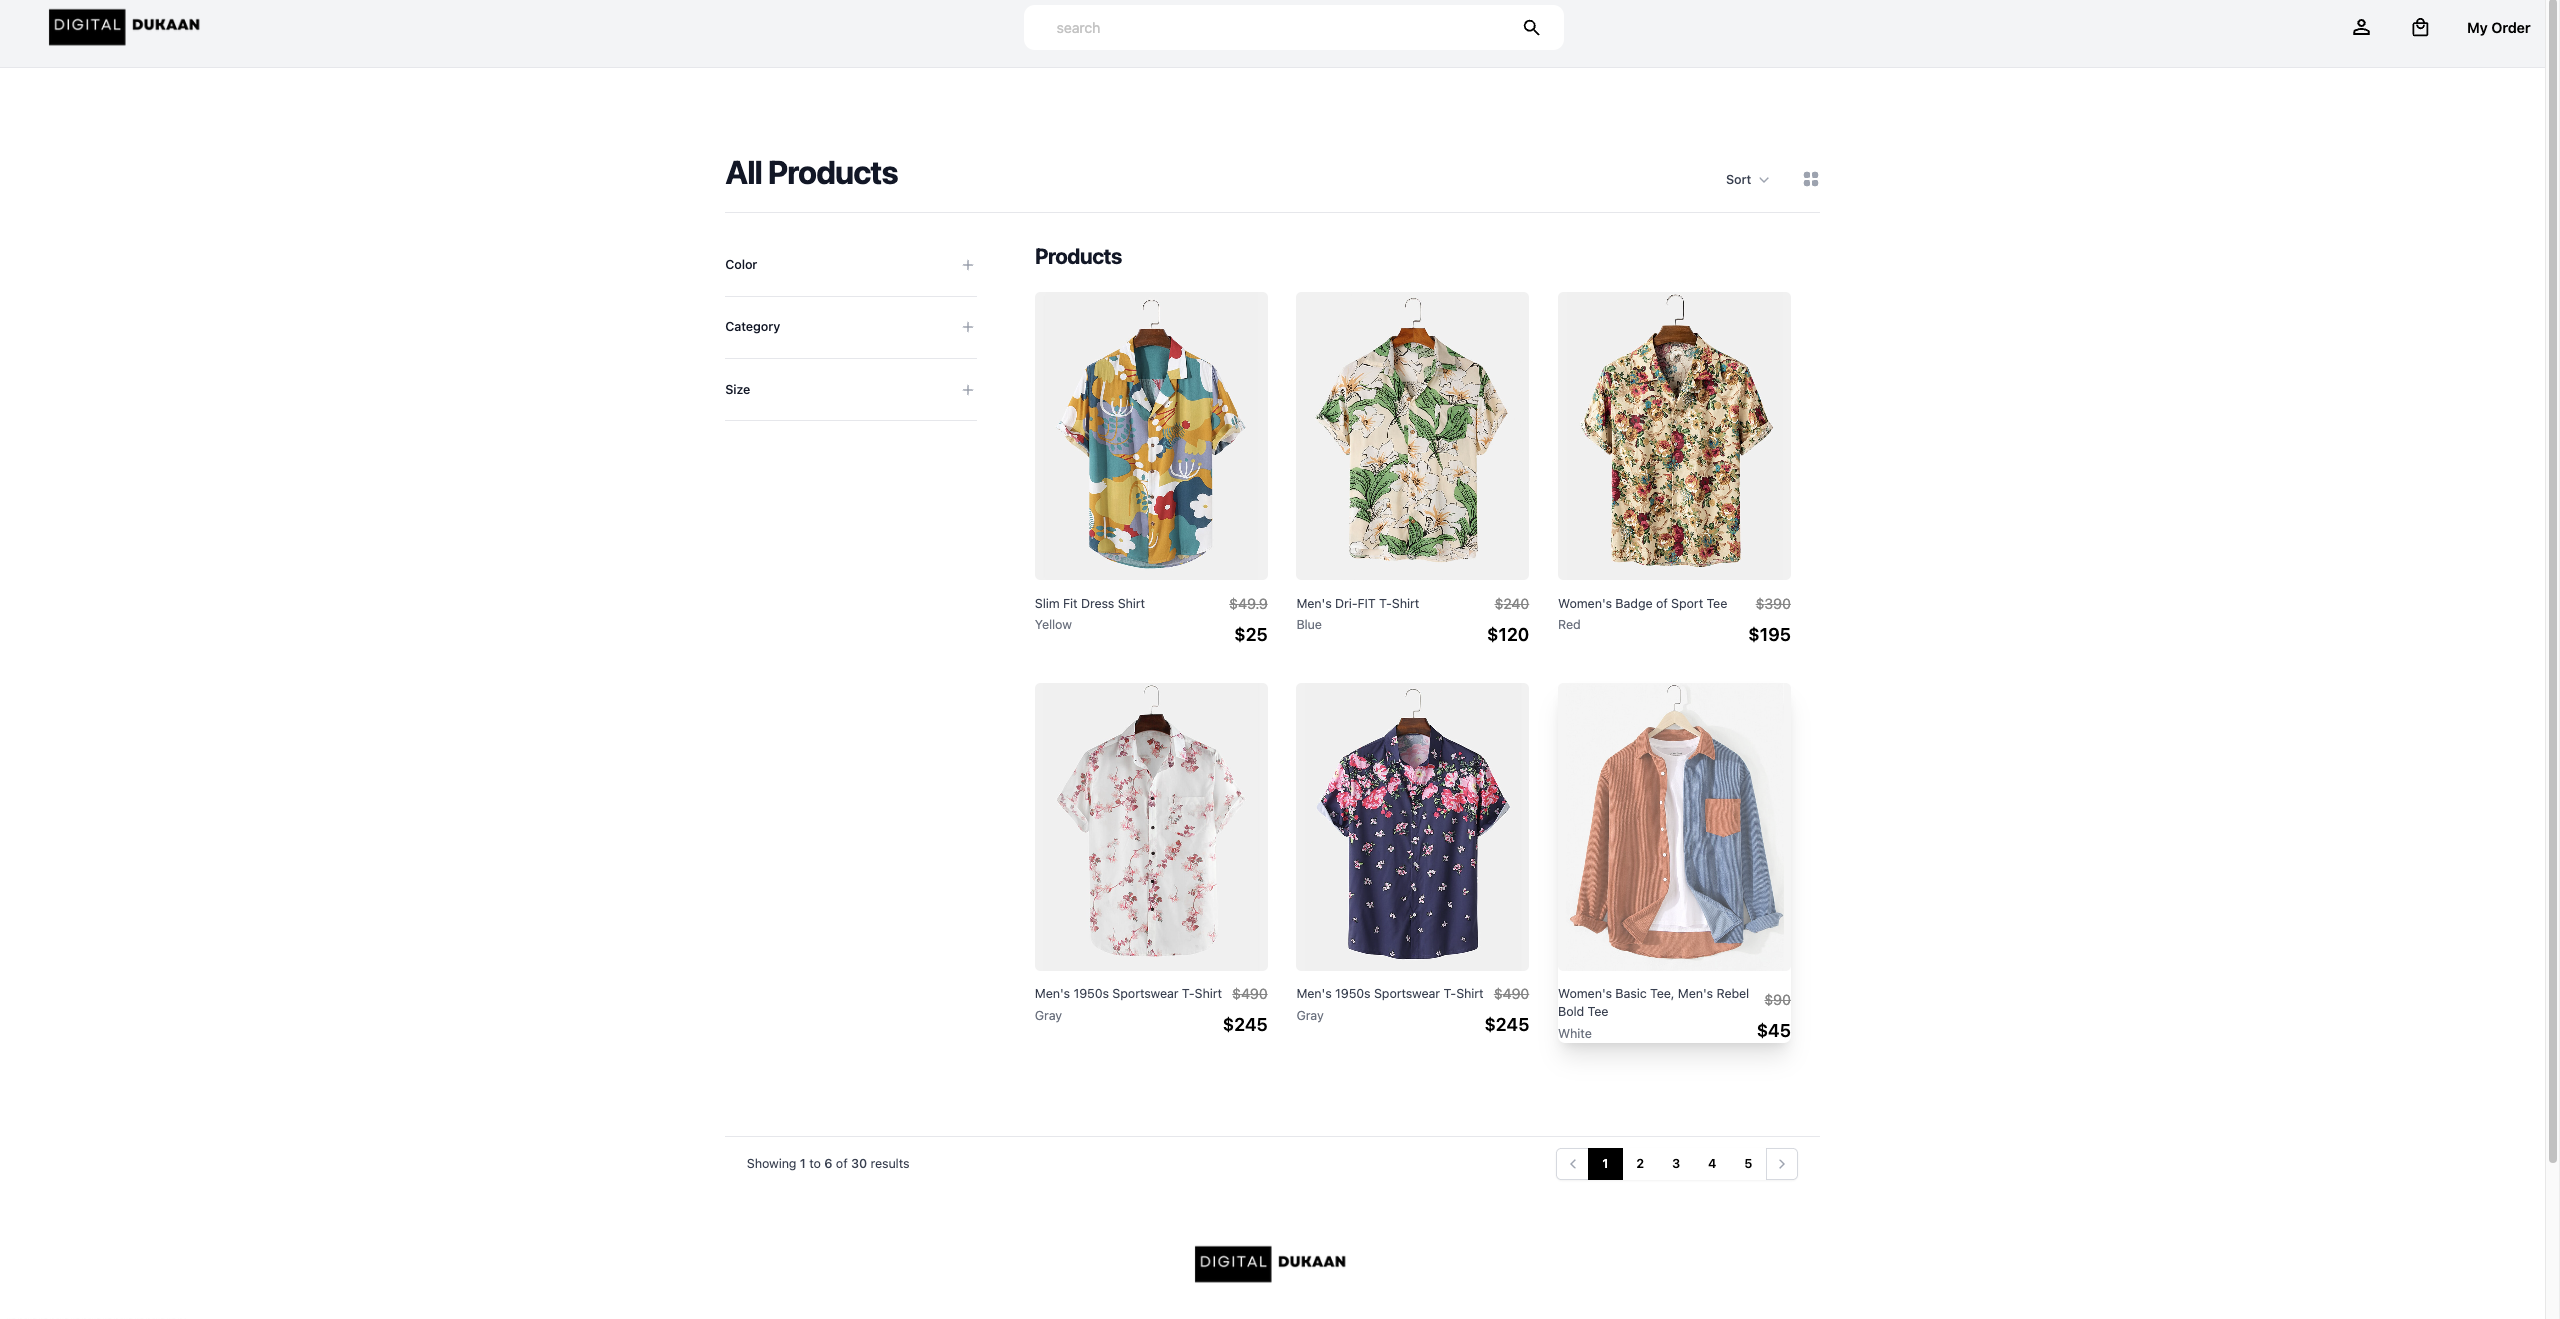 DIGITAL DUKAAN
search
My Order
All Products
Sort
Color
Category
Size
Products
Slim Fit Dress Shirt $49.9
Yellow
$25
Men's Dri-FIT T-Shirt $240
Blue
$120
Women's Badge of Sport Tee $390
Red
$195
Men's 1950s Sportswear T-Shirt $490
Gray
$245
Men's 1950s Sportswear T-Shirt $490
Gray
$245
Women's Basic Tee, Men's Rebel
Bold Tee
$90
White
$45
Showing 1 to 6 of 30 results
1 2 3 4 5
DIGITAL DUKAAN